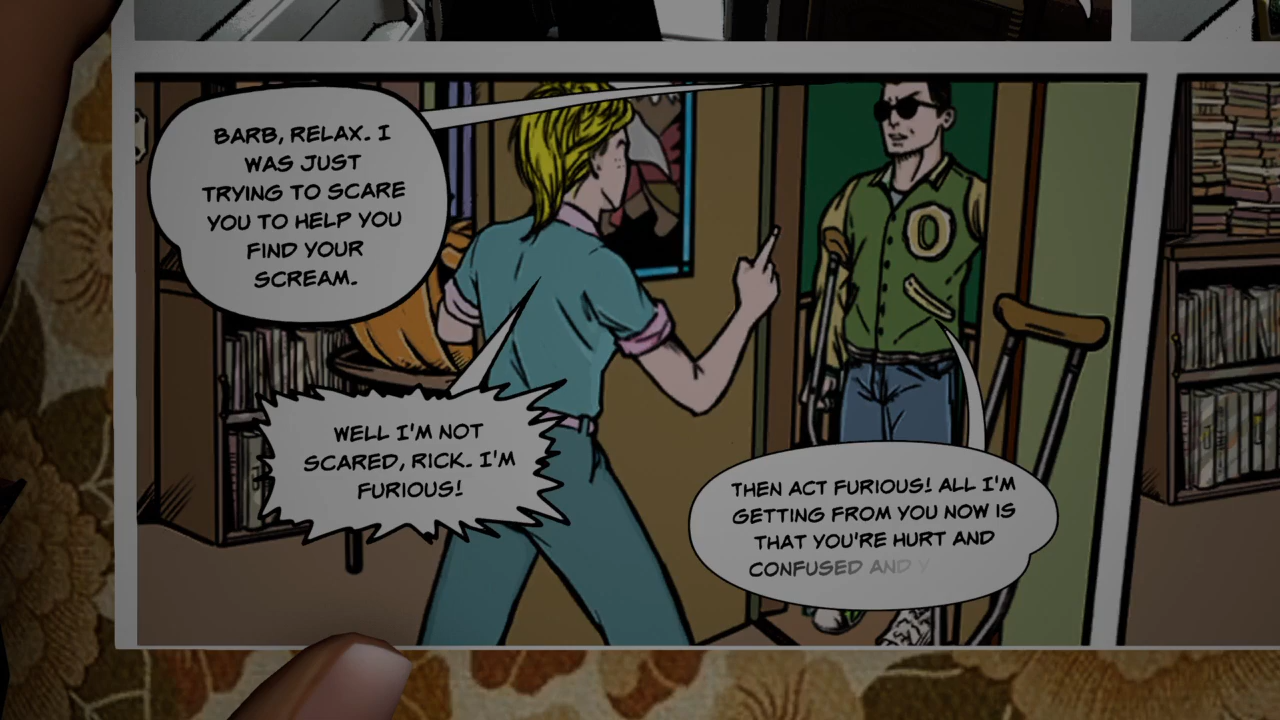 BARB, RELAX. I
WAS JUST
TRYING TO SCARE
YOU TO HELP YOU
FIND YOUR
SCREAM.
WELL I'M NOT
SCARED, RICK. I'M
FURIOUS!
O
THEN ACT FURIOUS! ALL I'M
GETTING FROM YOU NOW IS
THAT YOU'RE HURT AND
CONFUSED AND Y